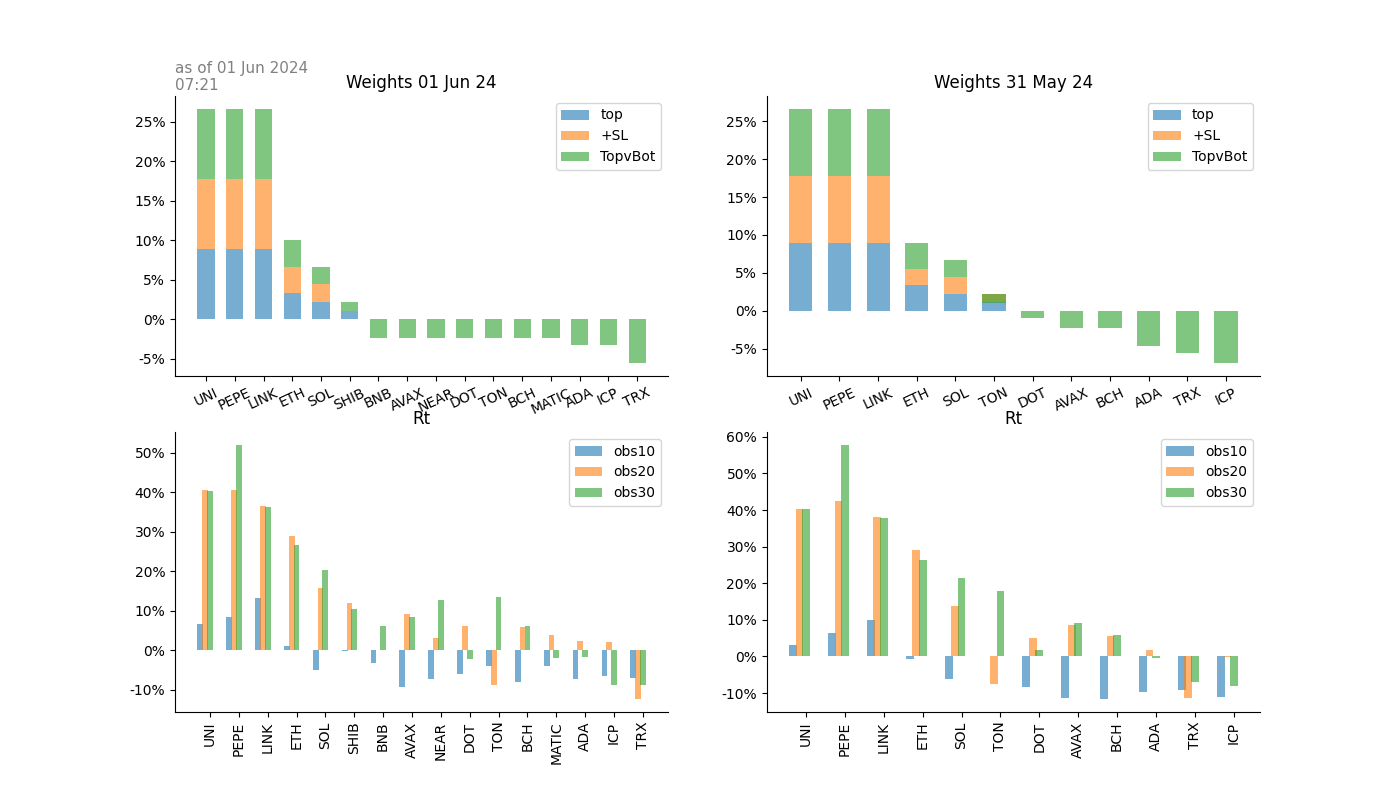 as of 01 Jun 2024
07:21
Weights 01 Jun 24
25%
20%
15%
10%
5%
0%
-5%
top
+SL
TopvBot
UNI PEPE LINK ETH SOL SHIB BNB AVAX NEAR DOT TON BCH MATIC ADA ICP TRX
Weights 31 May 24
25%
20%
15%
10%
5%
0%
-5%
top
+SL
TopvBot
UNI PEPE LINK ETH SOL TON DOT AVAX BCH ADA TRX ICP
Rt
50%
40%
30%
20%
10%
0%
-10%
obs10
obs20
obs30
UNI PEPE LINK ETH SOL SHIB BNB AVAX NEAR DOT TON BCH MATIC ADA ICP TRX
Rt
60%
50%
40%
30%
20%
10%
0%
-10%
obs10
obs20
obs30
UNI PEPE LINK ETH SOL TON DOT AVAX BCH ADA TRX ICP